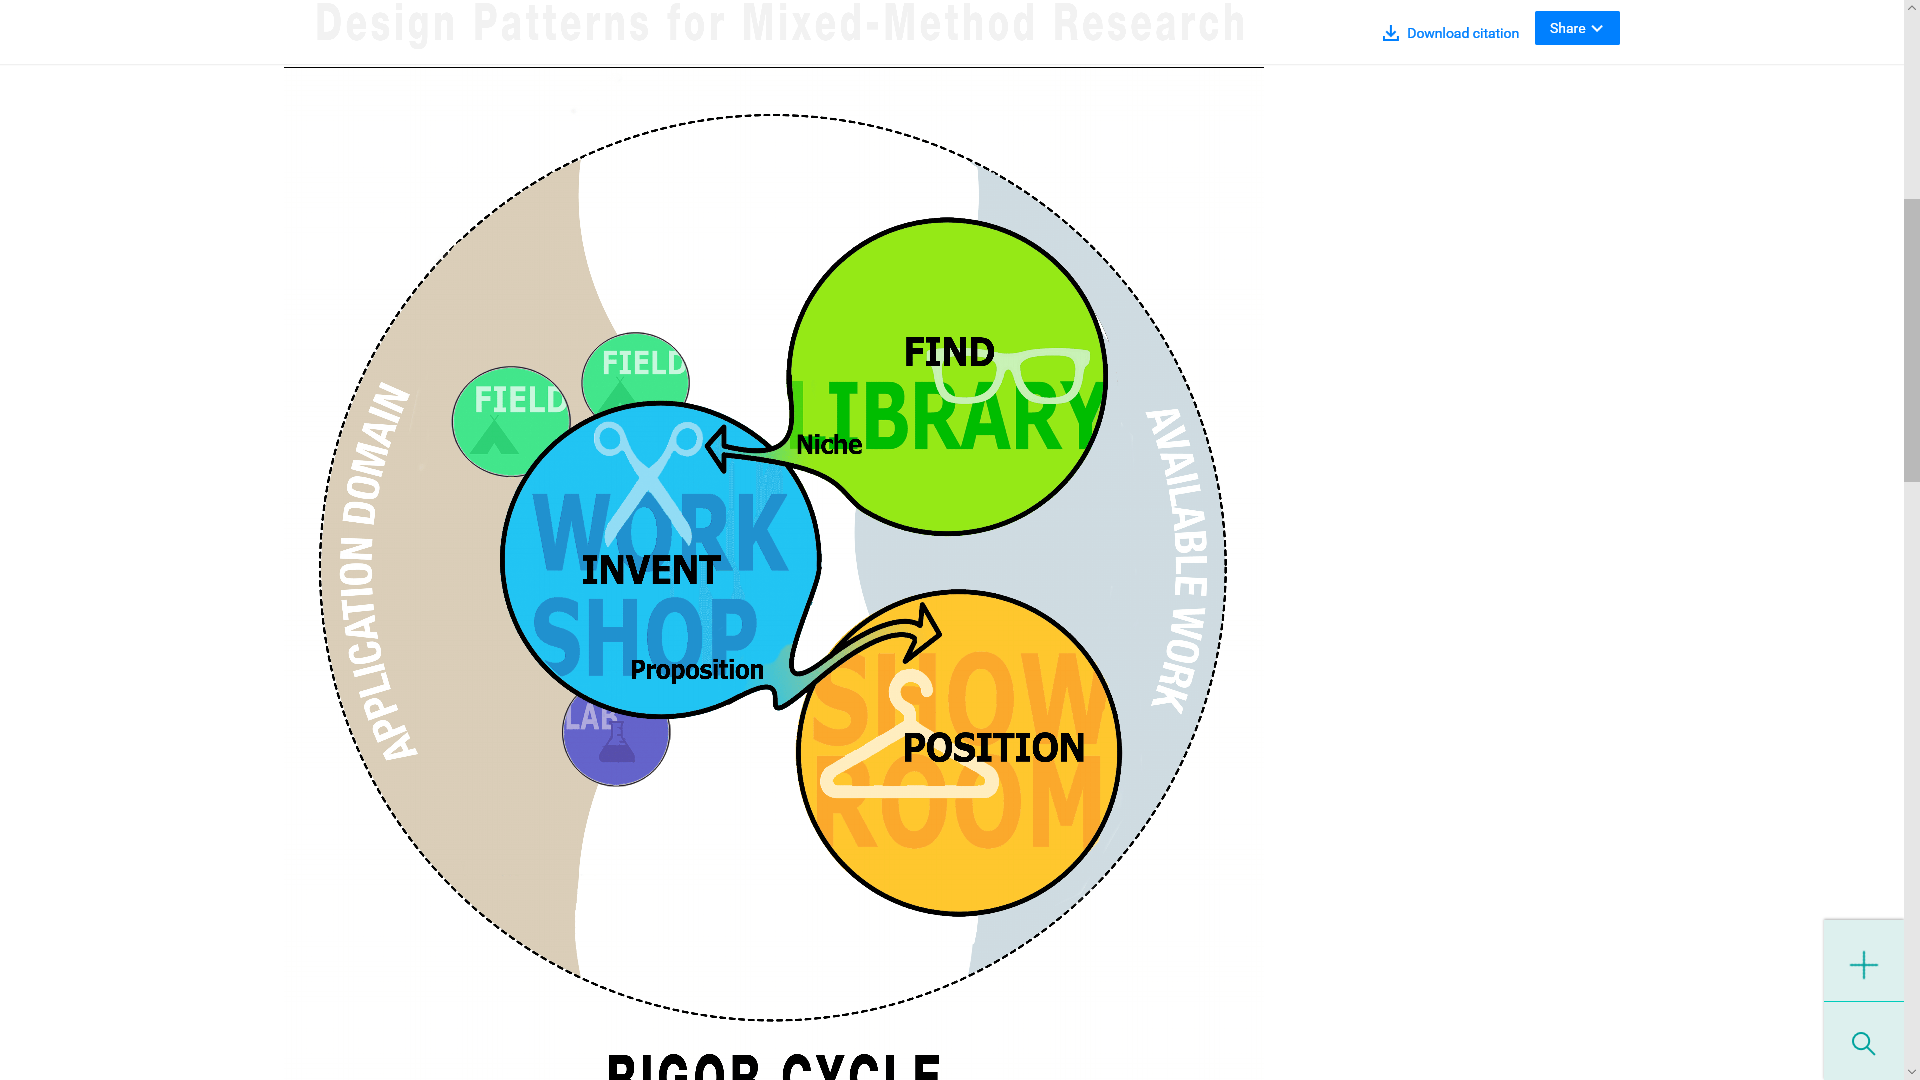 Design Patterns for Mixed-Method Research
Download citation
Share
FIND
LIBRARY
FIELD
FIELD
Niche
WORK
INVENT
SHOP
Proposition
LAB
SHOW
POSITION
ROOM
APPLICATION DOMAIN
AVAILABLE WORK
RIGOR CYCLE